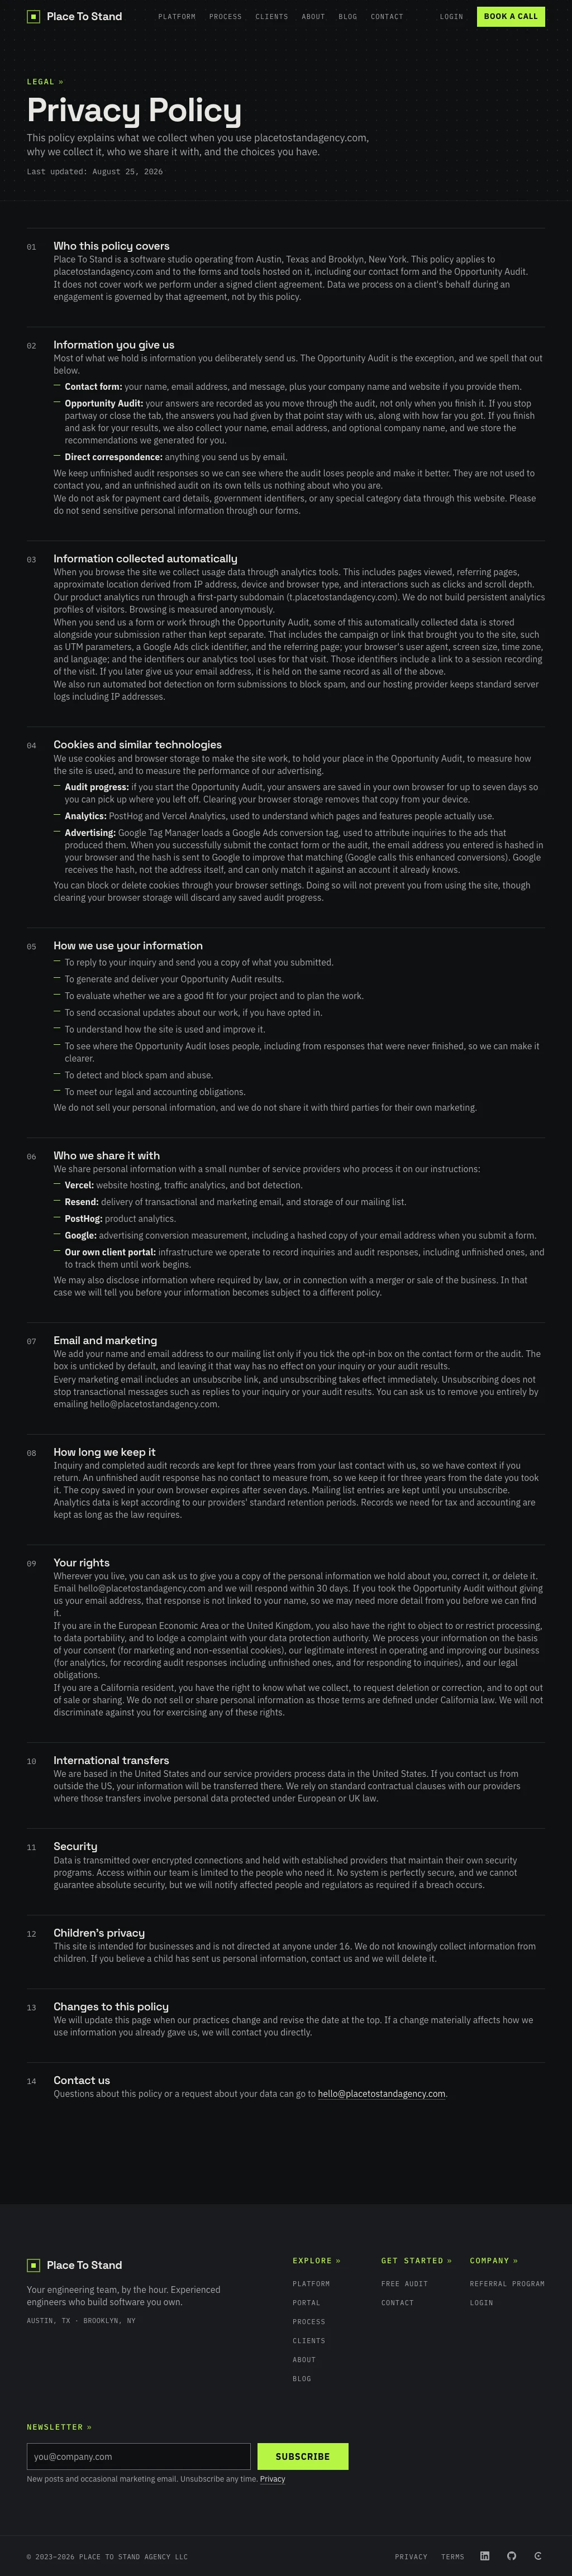 Place To Stand
PLATFORM PROCESS CLIENTS ABOUT BLOG CONTACT LOGIN BOOK A CALL
LEGAL »
Privacy Policy
This policy explains what we collect when you use placetostandagency.com,
why we collect it, who we share it with, and the choices you have.
Last updated: August 25, 2026
01 Who this policy covers
Place To Stand is a software studio operating from Austin, Texas and Brooklyn, New York. This policy applies to
placetostandagency.com and to the forms and tools hosted on it, including our contact form and the Opportunity Audit.
It does not cover work we perform under a signed client agreement. Data we process on a client's behalf during an
engagement is governed by that agreement, not by this policy.
02 Information you give us
Most of what we hold is information you deliberately send us. The Opportunity Audit is the exception, and we spell that out
below.
— Contact form: your name, email address, and message, plus your company name and website if you provide them.
— Opportunity Audit: your answers are recorded as you move through the audit, not only when you finish it. If you stop
partway or close the tab, the answers you had given by that point stay with us, along with how far you got. If you finish
and ask for your results, we also collect your name, email address, and optional company name, and we store the
recommendations we generated for you.
— Direct correspondence: anything you send us by email.
We keep unfinished audit responses so we can see where the audit loses people and make it better. They are not used to
contact you, and an unfinished audit on its own tells us nothing about who you are.
We do not ask for payment card details, government identifiers, or any special category data through this website. Please
do not send sensitive personal information through our forms.
03 Information collected automatically
When you browse the site we collect usage data through analytics tools. This includes pages viewed, referring pages,
approximate location derived from IP address, device and browser type, and interactions such as clicks and scroll depth.
Our product analytics run through a first-party subdomain (t.placetostandagency.com). We do not build persistent analytics
profiles of visitors. Browsing is measured anonymously.
When you send us a form or work through the Opportunity Audit, some of this automatically collected data is stored
alongside your submission rather than kept separate. That includes the campaign or link that brought you to the site, such
as UTM parameters, a Google Ads click identifier, and the referring page; your browser's user agent, screen size, time zone,
and language; and the identifiers our analytics tool uses for that visit. Those identifiers include a link to a session recording
of the visit. If you later give us your email address, it is held on the same record as all of the above.
We also run automated bot detection on form submissions to block spam, and our hosting provider keeps standard server
logs including IP addresses.
04 Cookies and similar technologies
We use cookies and browser storage to make the site work, to hold your place in the Opportunity Audit, to measure how
the site is used, and to measure the performance of our advertising.
— Audit progress: if you start the Opportunity Audit, your answers are saved in your own browser for up to seven days so
you can pick up where you left off. Clearing your browser storage removes that copy from your device.
— Analytics: PostHog and Vercel Analytics, used to understand which pages and features people actually use.
— Advertising: Google Tag Manager loads a Google Ads conversion tag, used to attribute inquiries to the ads that
produced them. When you successfully submit the contact form or the audit, the email address you entered is hashed in
your browser and the hash is sent to Google to improve that matching (Google calls this enhanced conversions). Google
receives the hash, not the address itself, and can only match it against an account it already knows.
You can block or delete cookies through your browser settings. Doing so will not prevent you from using the site, though
clearing your browser storage will discard any saved audit progress.
05 How we use your information
— To reply to your inquiry and send you a copy of what you submitted.
— To generate and deliver your Opportunity Audit results.
— To evaluate whether we are a good fit for your project and to plan the work.
— To send occasional updates about our work, if you have opted in.
— To understand how the site is used and improve it.
— To see where the Opportunity Audit loses people, including from responses that were never finished, so we can make it
clearer.
— To detect and block spam and abuse.
— To meet our legal and accounting obligations.
We do not sell your personal information, and we do not share it with third parties for their own marketing.
06 Who we share it with
We share personal information with a small number of service providers who process it on our instructions:
— Vercel: website hosting, traffic analytics, and bot detection.
— Resend: delivery of transactional and marketing email, and storage of our mailing list.
— PostHog: product analytics.
— Google: advertising conversion measurement, including a hashed copy of your email address when you submit a form.
— Our own client portal: infrastructure we operate to record inquiries and audit responses, including unfinished ones, and
to track them until work begins.
We may also disclose information where required by law, or in connection with a merger or sale of the business. In that
case we will tell you before your information becomes subject to a different policy.
07 Email and marketing
We add your name and email address to our mailing list only if you tick the opt-in box on the contact form or the audit. The
box is unticked by default, and leaving it that way has no effect on your inquiry or your audit results.
Every marketing email includes an unsubscribe link, and unsubscribing takes effect immediately. Unsubscribing does not
stop transactional messages such as replies to your inquiry or your audit results. You can ask us to remove you entirely by
emailing hello@placetostandagency.com.
08 How long we keep it
Inquiry and completed audit records are kept for three years from your last contact with us, so we have context if you
return. An unfinished audit response has no contact to measure from, so we keep it for three years from the date you took
it. The copy saved in your own browser expires after seven days. Mailing list entries are kept until you unsubscribe.
Analytics data is kept according to our providers' standard retention periods. Records we need for tax and accounting are
kept as long as the law requires.
09 Your rights
Wherever you live, you can ask us to give you a copy of the personal information we hold about you, correct it, or delete it.
Email hello@placetostandagency.com and we will respond within 30 days. If you took the Opportunity Audit without giving
us your email address, that response is not linked to your name, so we may need more detail from you before we can find
it.
If you are in the European Economic Area or the United Kingdom, you also have the right to object to or restrict processing,
to data portability, and to lodge a complaint with your data protection authority. We process your information on the basis
of your consent (for marketing and non-essential cookies), our legitimate interest in operating and improving our business
(for analytics, for recording audit responses including unfinished ones, and for responding to inquiries), and our legal
obligations.
If you are a California resident, you have the right to know what we collect, to request deletion or correction, and to opt out
of sale or sharing. We do not sell or share personal information as those terms are defined under California law. We will not
discriminate against you for exercising any of these rights.
10 International transfers
We are based in the United States and our service providers process data in the United States. If you contact us from
outside the US, your information will be transferred there. We rely on standard contractual clauses with our providers
where those transfers involve personal data protected under European or UK law.
11 Security
Data is transmitted over encrypted connections and held with established providers that maintain their own security
programs. Access within our team is limited to the people who need it. No system is perfectly secure, and we cannot
guarantee absolute security, but we will notify affected people and regulators as required if a breach occurs.
12 Children's privacy
This site is intended for businesses and is not directed at anyone under 16. We do not knowingly collect information from
children. If you believe a child has sent us personal information, contact us and we will delete it.
13 Changes to this policy
We will update this page when our practices change and revise the date at the top. If a change materially affects how we
use information you already gave us, we will contact you directly.
14 Contact us
Questions about this policy or a request about your data can go to hello@placetostandagency.com.
Place To Stand
Your engineering team, by the hour. Experienced
engineers who build software you own.
AUSTIN, TX · BROOKLYN, NY
EXPLORE »
PLATFORM
PORTAL
PROCESS
CLIENTS
ABOUT
BLOG
GET STARTED »
FREE AUDIT
CONTACT
COMPANY »
REFERRAL PROGRAM
LOGIN
NEWSLETTER »
you@company.com
SUBSCRIBE
New posts and occasional marketing email. Unsubscribe any time. Privacy
© 2023–2026 PLACE TO STAND AGENCY LLC
PRIVACY TERMS